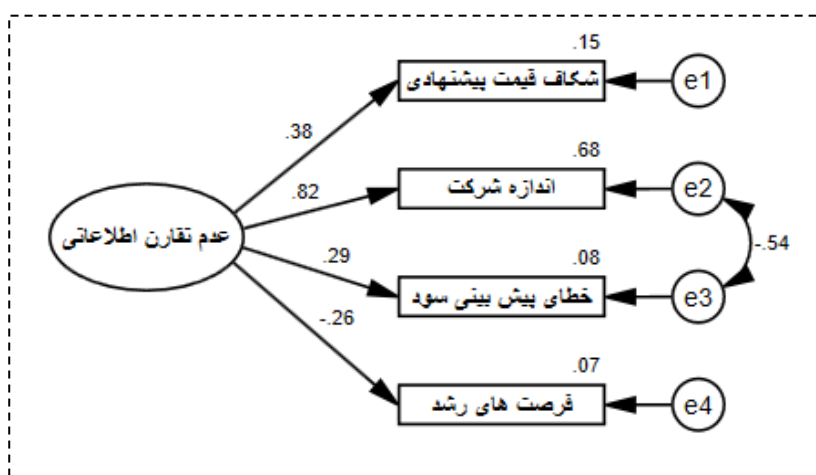 .15
شکاف قیمت پیشنهادی
e1
.38
.68
اندازه شرکت
e2
.82
عدم تقارن اطلاعاتی
-.54
.29
.08
خطای پیش بینی سود
e3
-.26
.07
فرصت های رشد
e4